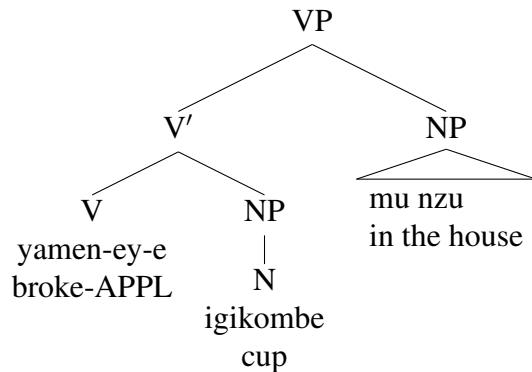 VP
V′ NP
V NP mu nzu
yamen-ey-e in the house
broke-APPL N
igikombe
cup